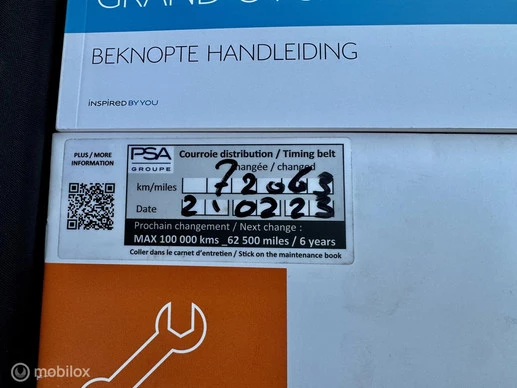 BEKNOPTE HANDLEIDING
INSPIRED BY YOU
PLUS / MORE
INFORMATION
PSA
GROUPE
Courroie distribution / Timing belt
changée / changed
km/miles 72063
Date 21.02.23
Prochain changement / Next change :
MAX 100 000 kms _62 500 miles / 6 years
Coller dans le carnet d'entretien / Stick on the maintenance book
mobilox